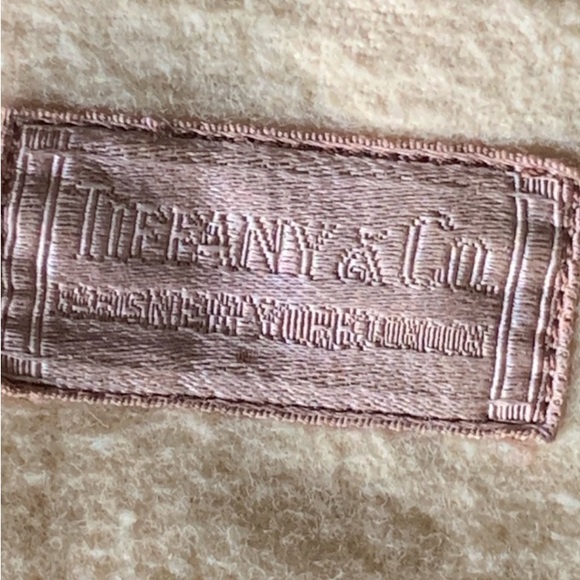 TIFFANY & CO.
PARIS NEW YORK LONDON